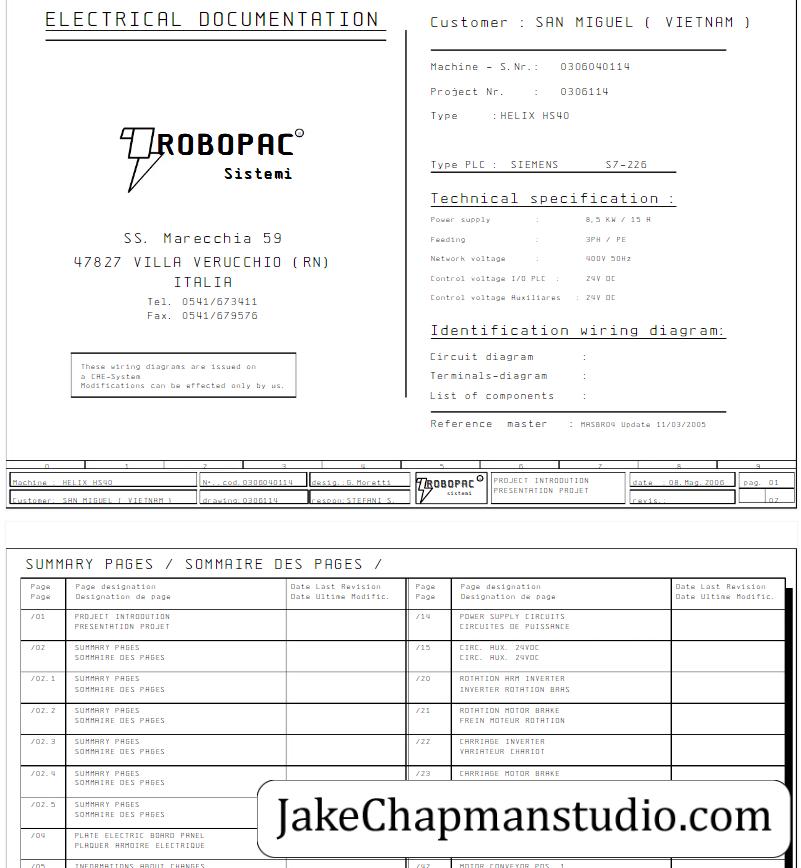 ELECTRICAL DOCUMENTATION
ROBOPAC
Sistemi
SS. Marecchia 59
47827 VILLA VERUCCHIO (RN)
ITALIA
Tel. 0541/673411
Fax. 0541/679576
These wiring diagrams are issued on
a CAE-System
Modifications can be effected only by us.
Customer : SAN MIGUEL ( VIETNAM )
Machine - S.Nr.: 0306040114
Project Nr. : 0306114
Type : HELIX HS40
Type PLC : SIEMENS S7-226
Technical specification :
Power supply : 8,5 KW / 15 A
Feeding : 3PH / PE
Network voltage : 400V 50Hz
Control voltage I/O PLC : 24V DC
Control voltage Auxiliares : 24V DC
Identification wiring diagram:
Circuit diagram :
Terminals-diagram :
List of components :
Reference master : MASBR04 Update 11/03/2005
0 1 2 3 4 5 6 7 8 9
Machine : HELIX HS40
Customer: SAN MIGUEL ( VIETNAM )
N°.:cod.0306040114
drawing:0306114
desig.:G.Moretti
respon:STEFANI S.
ROBOPAC
sistemi
PROJECT INTRODUTION
PRESENTATION PROJET
date :08.Mag.2006
revis.:
pag. 01
02
SUMMARY PAGES / SOMMAIRE DES PAGES /
Page Page designation Date Last Revision
Page Designation de page Date Ultime Modific.
/01 PROJECT INTRODUTION
PRESENTATION PROJET
/02 SUMMARY PAGES
SOMMAIRE DES PAGES
/02.1 SUMMARY PAGES
SOMMAIRE DES PAGES
/02.2 SUMMARY PAGES
SOMMAIRE DES PAGES
/02.3 SUMMARY PAGES
SOMMAIRE DES PAGES
/02.4 SUMMARY PAGES
SOMMAIRE DES PAGES
/02.5 SUMMARY PAGES
SOMMAIRE DES PAGES
/04 PLATE ELECTRIC BOARD PANEL
PLAQUER ARMOIRE ELECTRIQUE
/05 INFORMATIONS ABOUT CHANGES
Page Page designation Date Last Revision
Page Designation de page Date Ultime Modific.
/14 POWER SUPPLY CIRCUITS
CIRCUITES DE PUISSANCE
/15 CIRC. AUX. 24VDC
CIRC. AUX. 24VDC
/20 ROTATION ARM INVERTER
INVERTER ROTATION BRAS
/21 ROTATION MOTOR BRAKE
FREIN MOTEUR ROTATION
/22 CARRIAGE INVERTER
VARIATEUR CHARIOT
/23 CARRIAGE MOTOR BRAKE
/42 MOTOR CONVEYOR POS. 1
JakeChapmanstudio.com